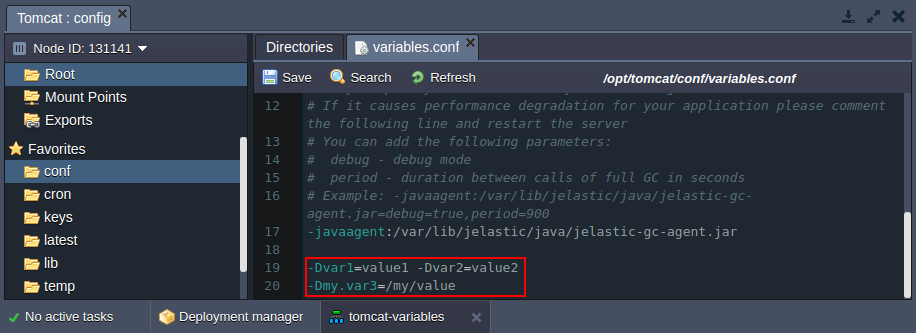 Tomcat : config
Node ID: 131141
Root
Mount Points
Exports
Favorites
conf
cron
keys
latest
lib
temp
Directories
variables.conf
Save
Search
Refresh
/opt/tomcat/conf/variables.conf
12 # If it causes performance degradation for your application please comment
the following line and restart the server
13 # You can add the following parameters:
14 #  debug - debug mode
15 #  period - duration between calls of full GC in seconds
16 # Example: -javaagent:/var/lib/jelastic/java/jelastic-gc-
agent.jar=debug=true,period=900
17 -javaagent:/var/lib/jelastic/java/jelastic-gc-agent.jar
18
19 -Dvar1=value1 -Dvar2=value2
20 -Dmy.var3=/my/value
No active tasks
Deployment manager
tomcat-variables